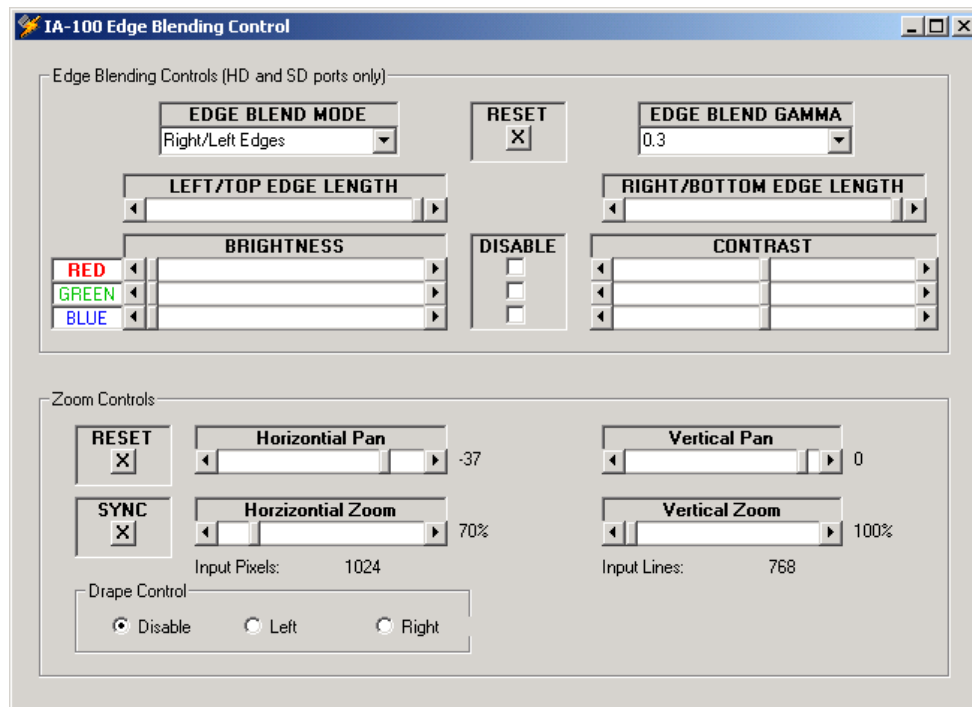 IA-100 Edge Blending Control
Edge Blending Controls (HD and SD ports only)
EDGE BLEND MODE
Right/Left Edges
RESET
X
EDGE BLEND GAMMA
0.3
LEFT/TOP EDGE LENGTH
RIGHT/BOTTOM EDGE LENGTH
BRIGHTNESS
DISABLE
CONTRAST
RED
GREEN
BLUE
Zoom Controls
RESET
X
Horizontial Pan
-37
Vertical Pan
0
SYNC
X
Horzizontial Zoom
70%
Vertical Zoom
100%
Input Pixels: 1024
Input Lines: 768
Drape Control
Disable
Left
Right